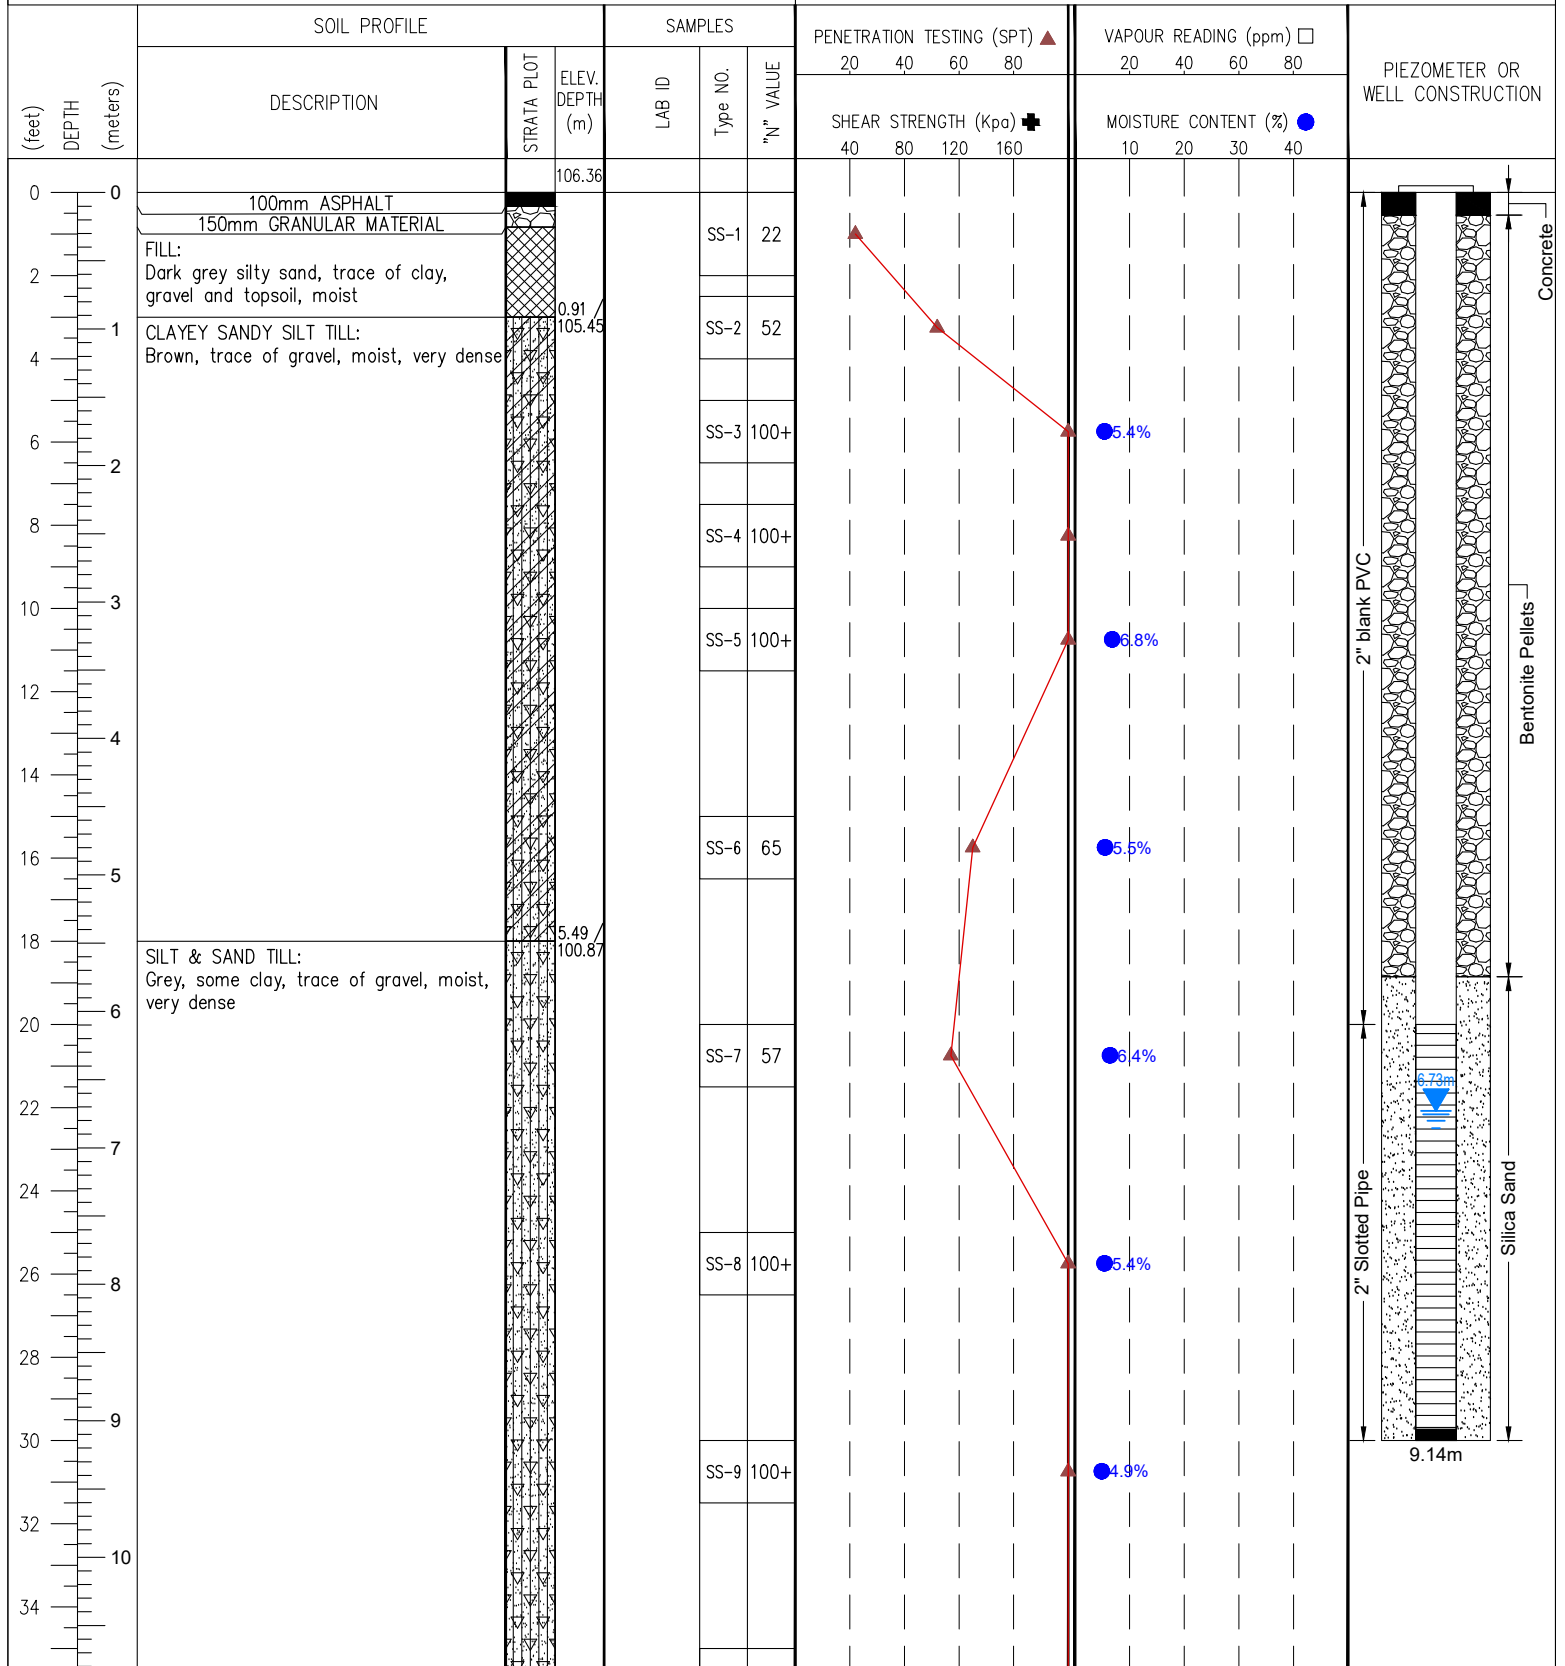 SOIL PROFILE
SAMPLES
PENETRATION TESTING (SPT)
20 40 60 80
SHEAR STRENGTH (Kpa)
40 80 120 160
VAPOUR READING (ppm)
20 40 60 80
MOISTURE CONTENT (%)
10 20 30 40
PIEZOMETER OR
WELL CONSTRUCTION
(feet)
DEPTH
(meters)
DESCRIPTION
STRATA PLOT
ELEV.
DEPTH
(m)
LAB ID
Type NO.
"N" VALUE
106.36
0 0
100mm ASPHALT
150mm GRANULAR MATERIAL
FILL:
Dark grey silty sand, trace of clay,
gravel and topsoil, moist
SS-1 22
2
0.91
105.45
CLAYEY SANDY SILT TILL:
Brown, trace of gravel, moist, very dense
1
SS-2 52
4
SS-3 100+
5.4%
6
2
8
SS-4 100+
10
3
SS-5 100+
6.8%
12
4
14
SS-6 65
5.5%
16
5
5.49
100.87
18
SILT & SAND TILL:
Grey, some clay, trace of gravel, moist,
very dense
6
20
SS-7 57
6.4%
6.73m
22
7
24
SS-8 100+
5.4%
26
8
28
9
30
9.14m
SS-9 100+
4.9%
32
10
34
Concrete
2" blank PVC
Bentonite Pellets
2" Slotted Pipe
Silica Sand